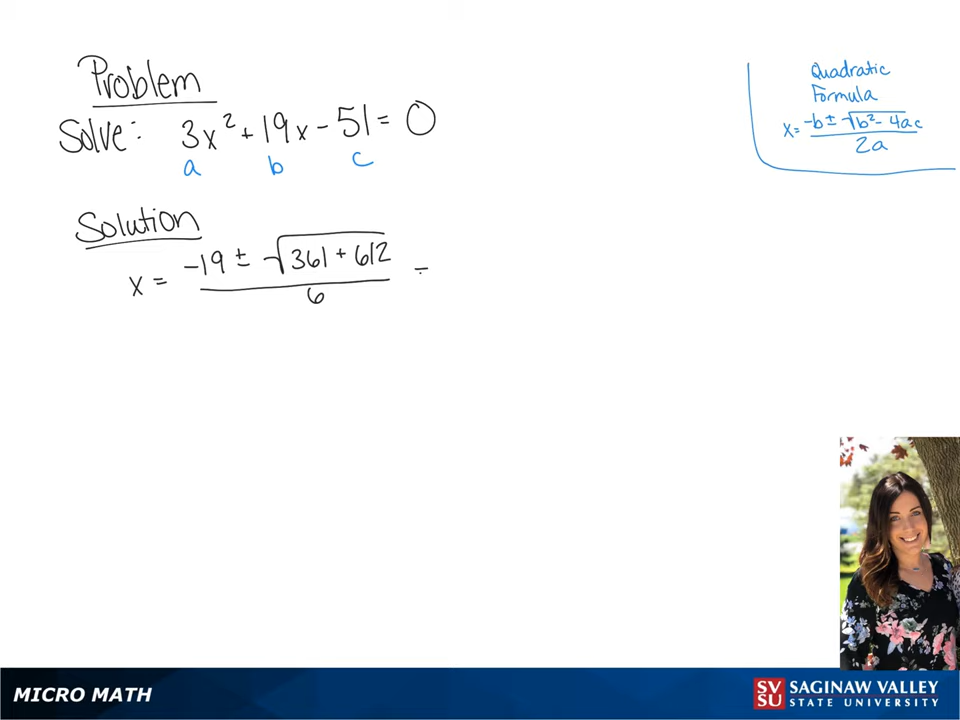 Problem
Solve: 3x² + 19x - 51 = 0
a b c
Quadratic
Formula
x = -b ± √b² - 4ac
2a
Solution
x = -19 ± √361 + 612 =
6
MICRO MATH
SV
SU
SAGINAW VALLEY
STATE UNIVERSITY